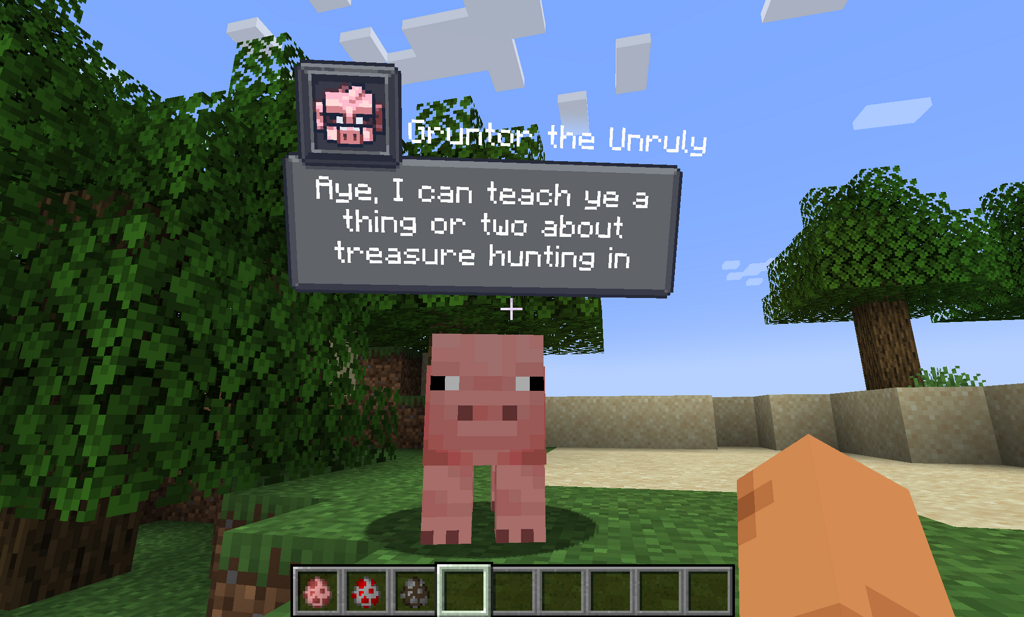 Gruntor the Unruly
Aye, I can teach ye a
thing or two about
treasure hunting in